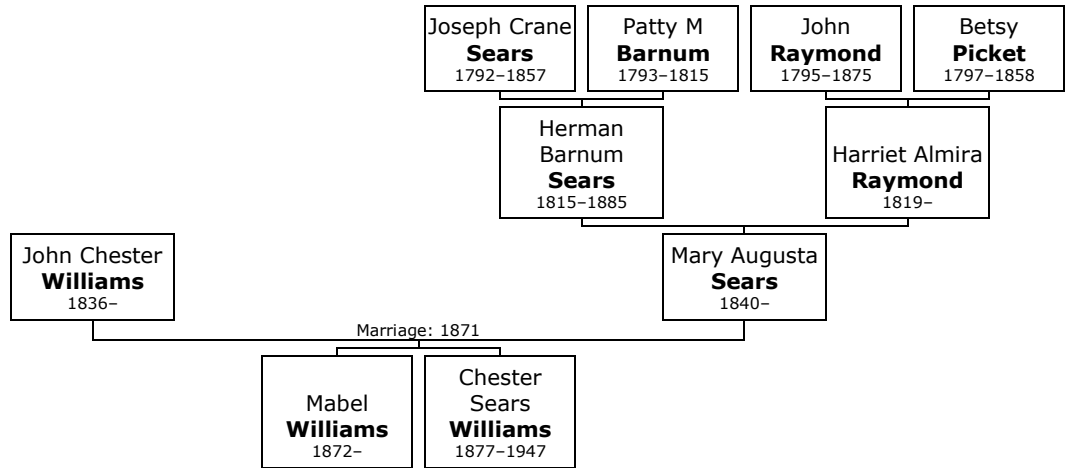 Joseph Crane
Sears
1792–1857
Patty M
Barnum
1793–1815
John
Raymond
1795–1875
Betsy
Picket
1797–1858
Herman
Barnum
Sears
1815–1885
Harriet Almira
Raymond
1819–
John Chester
Williams
1836–
Mary Augusta
Sears
1840–
Marriage: 1871
Mabel
Williams
1872–
Chester
Sears
Williams
1877–1947